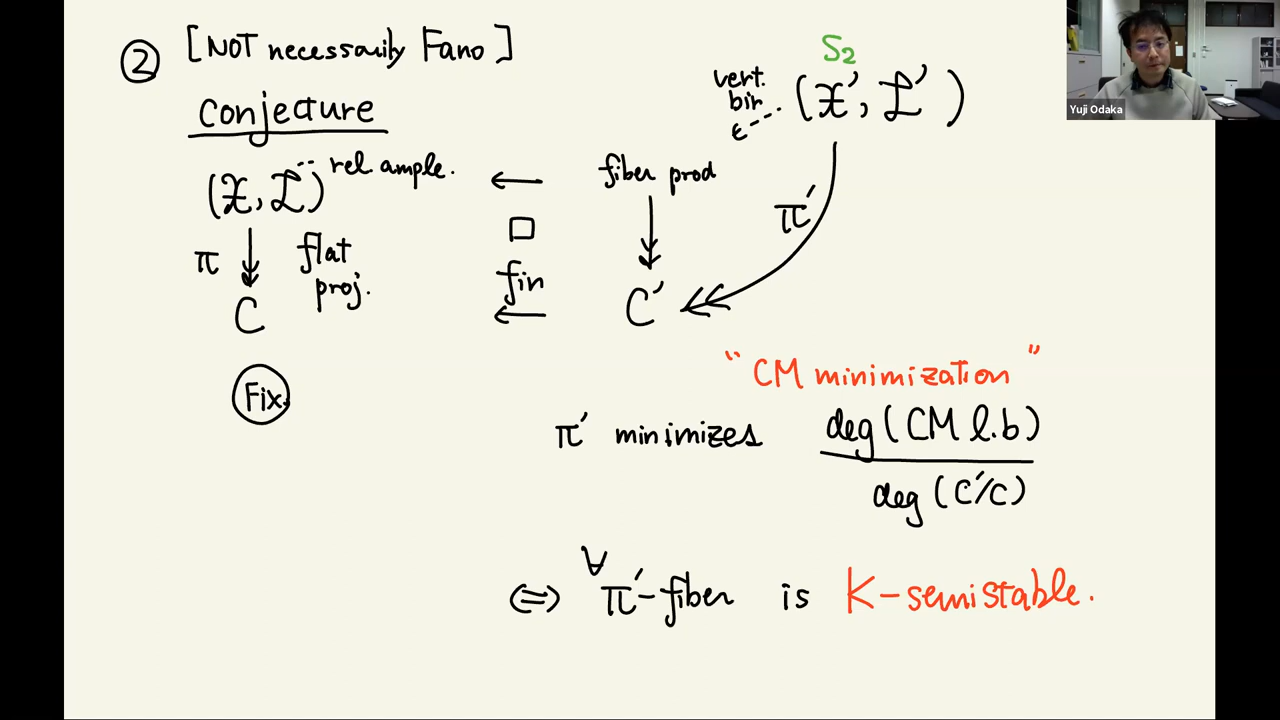 ② [NOT necessarily Fano]
Conjecture
S₂
vert. bir (𝒳′, ℒ′)
(𝒳, ℒ) rel ample.
← fiber prod
π flat proj.
□
π′
fin
C ← C′
Fix.
"CM minimization"
π′ minimizes deg(CM l.b) / deg(C′/C)
⇔ ∀ π′-fiber is K-semistable.
Yuji Odaka